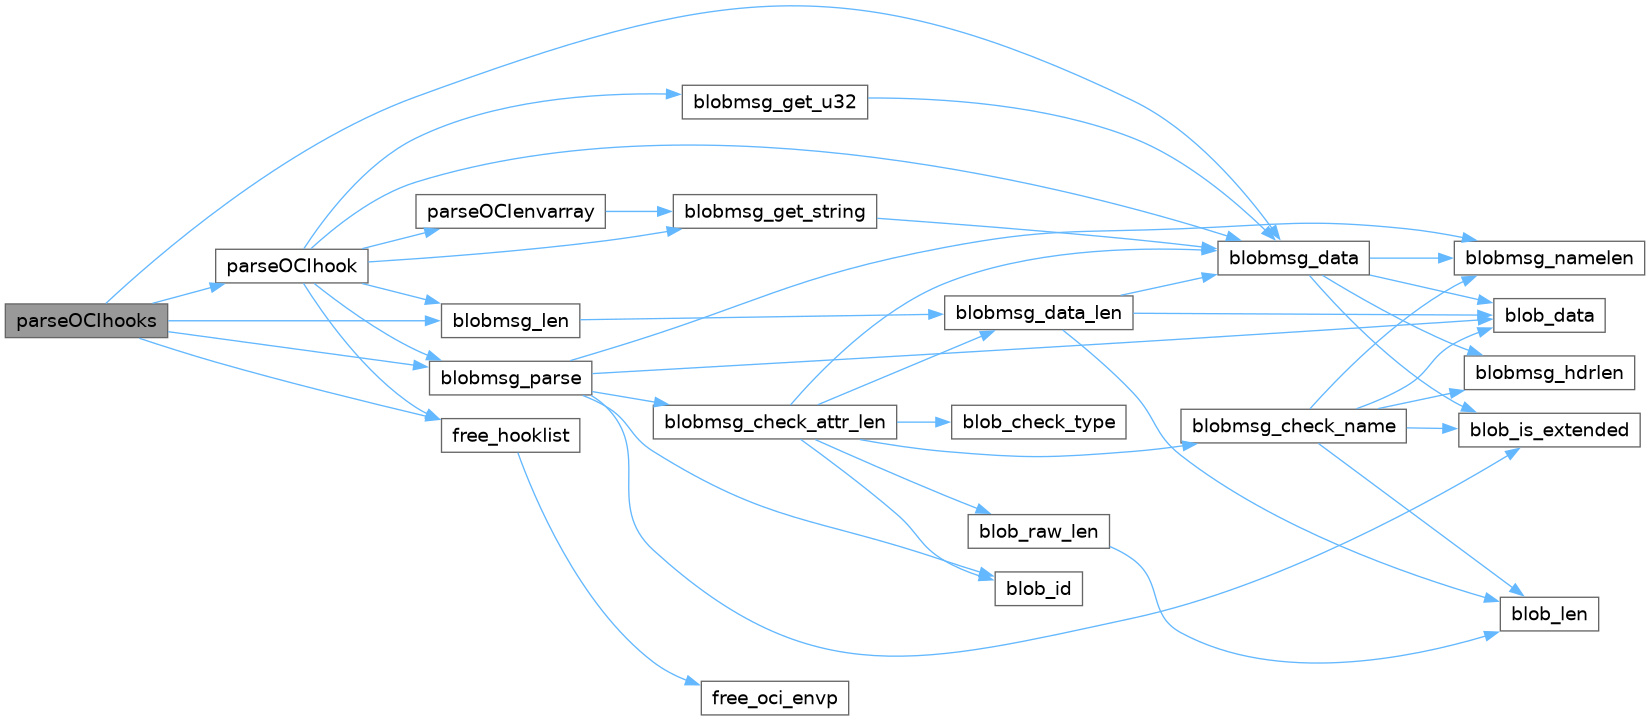 parseOCIhooks
parseOCIhook
blobmsg_get_u32
parseOCIenvarray
blobmsg_get_string
blobmsg_len
blobmsg_parse
free_hooklist
blobmsg_data_len
blobmsg_check_attr_len
blob_check_type
blob_raw_len
blob_id
free_oci_envp
blobmsg_data
blobmsg_check_name
blobmsg_namelen
blob_data
blobmsg_hdrlen
blob_is_extended
blob_len